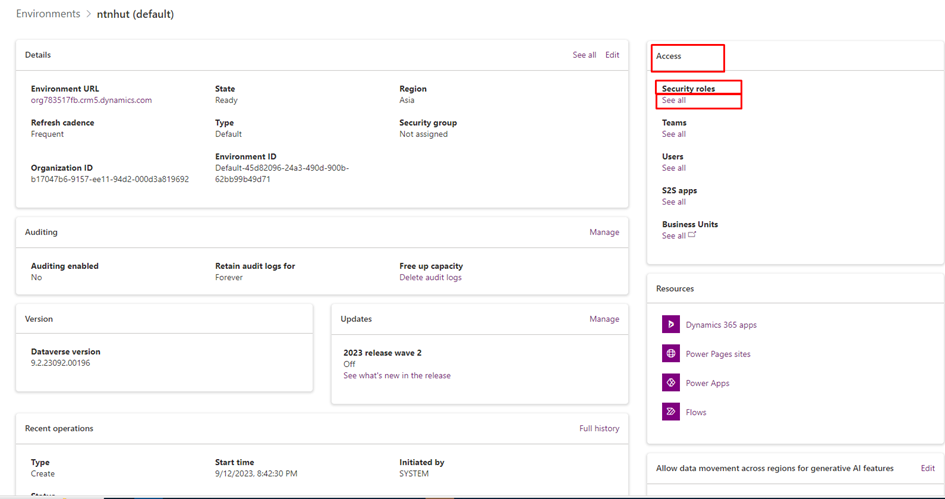 Environments > ntnhut (default)
Details See all Edit
Environment URL State Region
org783517fb.crm5.dynamics.com Ready Asia
Refresh cadence Type Security group
Frequent Default Not assigned
Organization ID Environment ID
b17047b6-9157-ee11-94d2-000d3a819692 Default-45d82096-24a3-490d-900b-
62bb99b49d71
Auditing Manage
Auditing enabled Retain audit logs for Free up capacity
No Forever Delete audit logs
Version
Dataverse version
9.2.23092.00196
Updates Manage
2023 release wave 2
Off
See what's new in the release
Recent operations Full history
Type Start time Initiated by
Create 9/12/2023, 8:42:30 PM SYSTEM
Status
Access
Security roles
See all
Teams
See all
Users
See all
S2S apps
See all
Business Units
See all
Resources
Dynamics 365 apps
Power Pages sites
Power Apps
Flows
Allow data movement across regions for generative AI features Edit